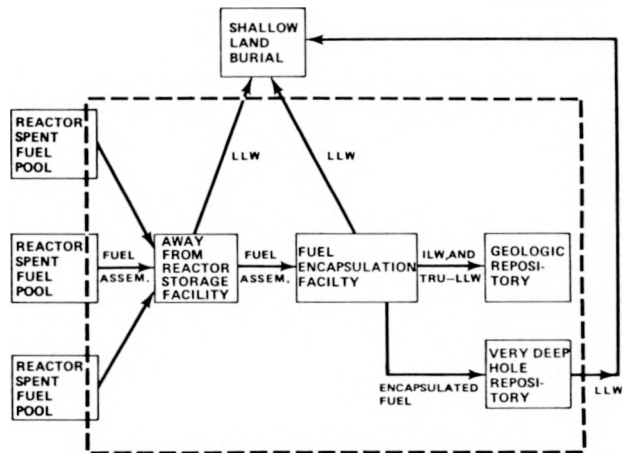 SHALLOW
LAND
BURIAL
REACTOR
SPENT
FUEL
POOL
LLW
LLW
REACTOR
SPENT
FUEL
POOL
FUEL
ASSEM.
AWAY
FROM
REACTOR
STORAGE
FACILITY
FUEL
ASSEM.
FUEL
ENCAPSULATION
FACILTY
ILW, AND
TRU-LLW
GEOLOGIC
REPOSI-
TORY
REACTOR
SPENT
FUEL
POOL
ENCAPSULATED
FUEL
VERY DEEP
HOLE
REPOSI-
TORY
LLW